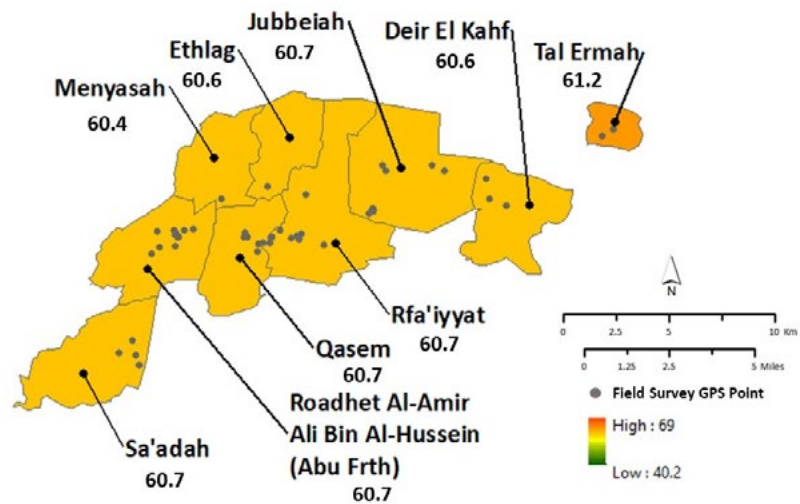 Jubbeiah
60.7
Deir El Kahf
60.6
Ethlag
60.6
Tal Ermah
61.2
Menyasah
60.4
Rfa'iyyat
60.7
Qasem
60.7
Roadhet Al-Amir
Ali Bin Al-Hussein
(Abu Frth)
60.7
Sa'adah
60.7
N
0 2.5 5 10 Km
0 1.25 2.5 5 Miles
Field Survey GPS Point
High : 69
Low : 40.2